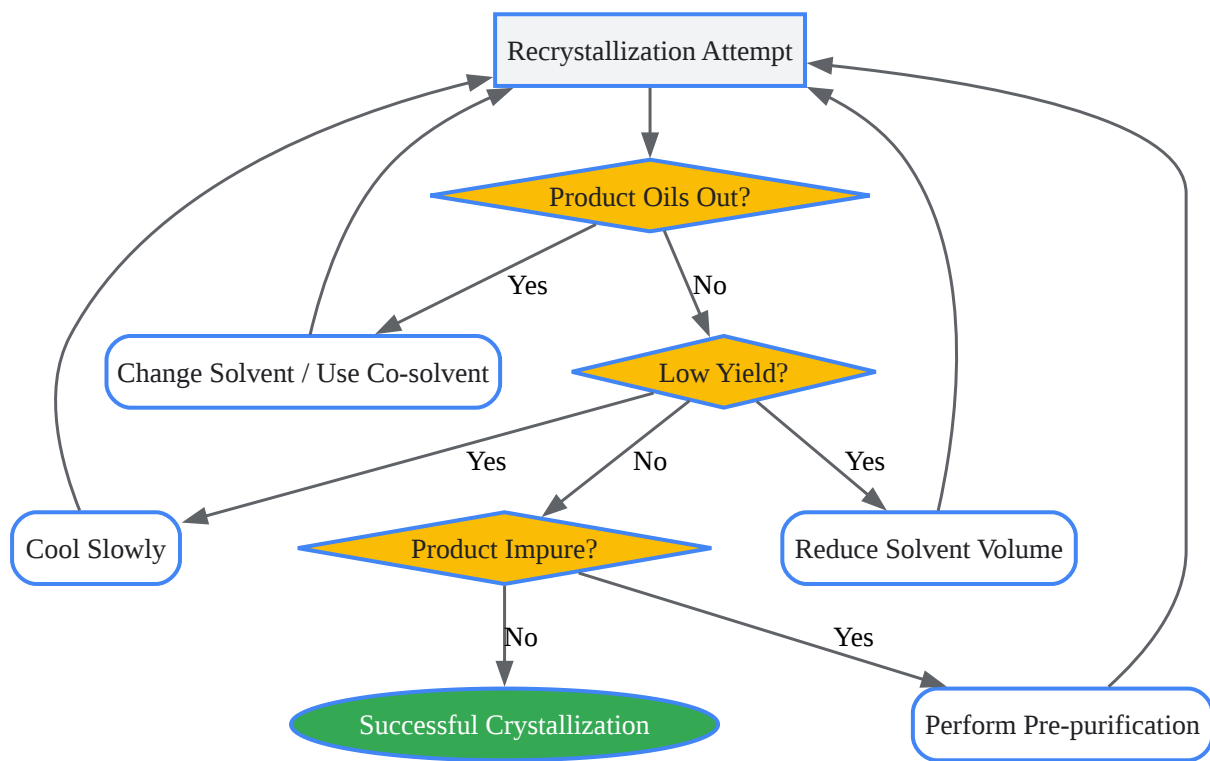 Recrystallization Attempt
Product Oils Out?
Yes
No
Change Solvent / Use Co-solvent
Low Yield?
Yes
No
Yes
Cool Slowly
Product Impure?
Reduce Solvent Volume
No
Yes
Successful Crystallization
Perform Pre-purification